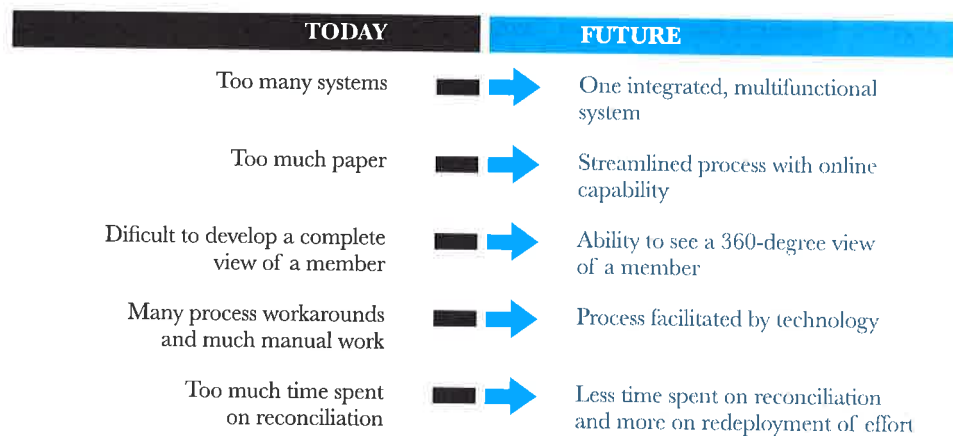 TODAY
FUTURE
Too many systems
One integrated, multifunctional
system
Too much paper
Streamlined process with online
capability
Dificult to develop a complete
view of a member
Ability to see a 360-degree view
of a member
Many process workarounds
and much manual work
Process facilitated by technology
Too much time spent
on reconciliation
Less time spent on reconciliation
and more on redeployment of effort